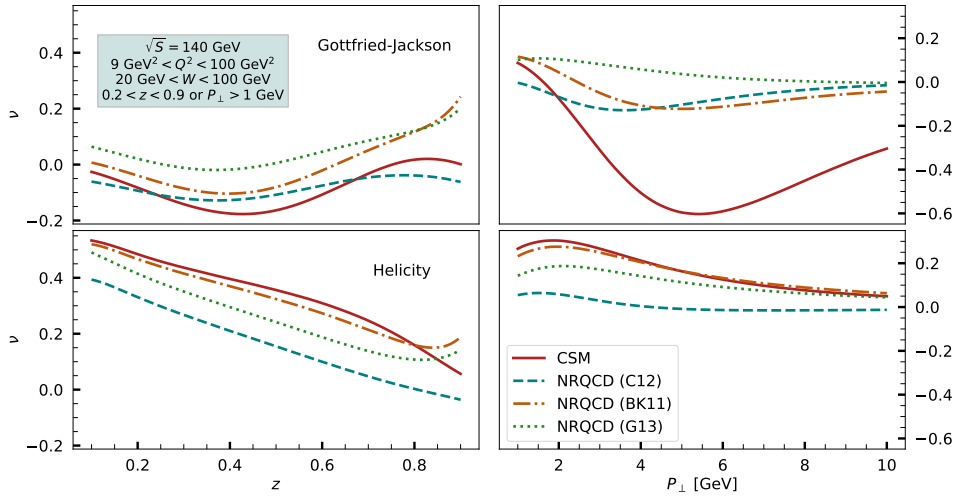 0.4
0.2
0.0
−0.2
ν
√S = 140 GeV
9 GeV² < Q² < 100 GeV²
20 GeV < W < 100 GeV
0.2 < z < 0.9 or P⊥ > 1 GeV
Gottfried-Jackson
0.2
0.0
−0.2
−0.4
−0.6
0.4
0.2
0.0
−0.2
ν
Helicity
0.2 0.4 0.6 0.8
z
CSM
NRQCD (C12)
NRQCD (BK11)
NRQCD (G13)
0.2
0.0
−0.2
−0.4
−0.6
2 4 6 8 10
P⊥ [GeV]